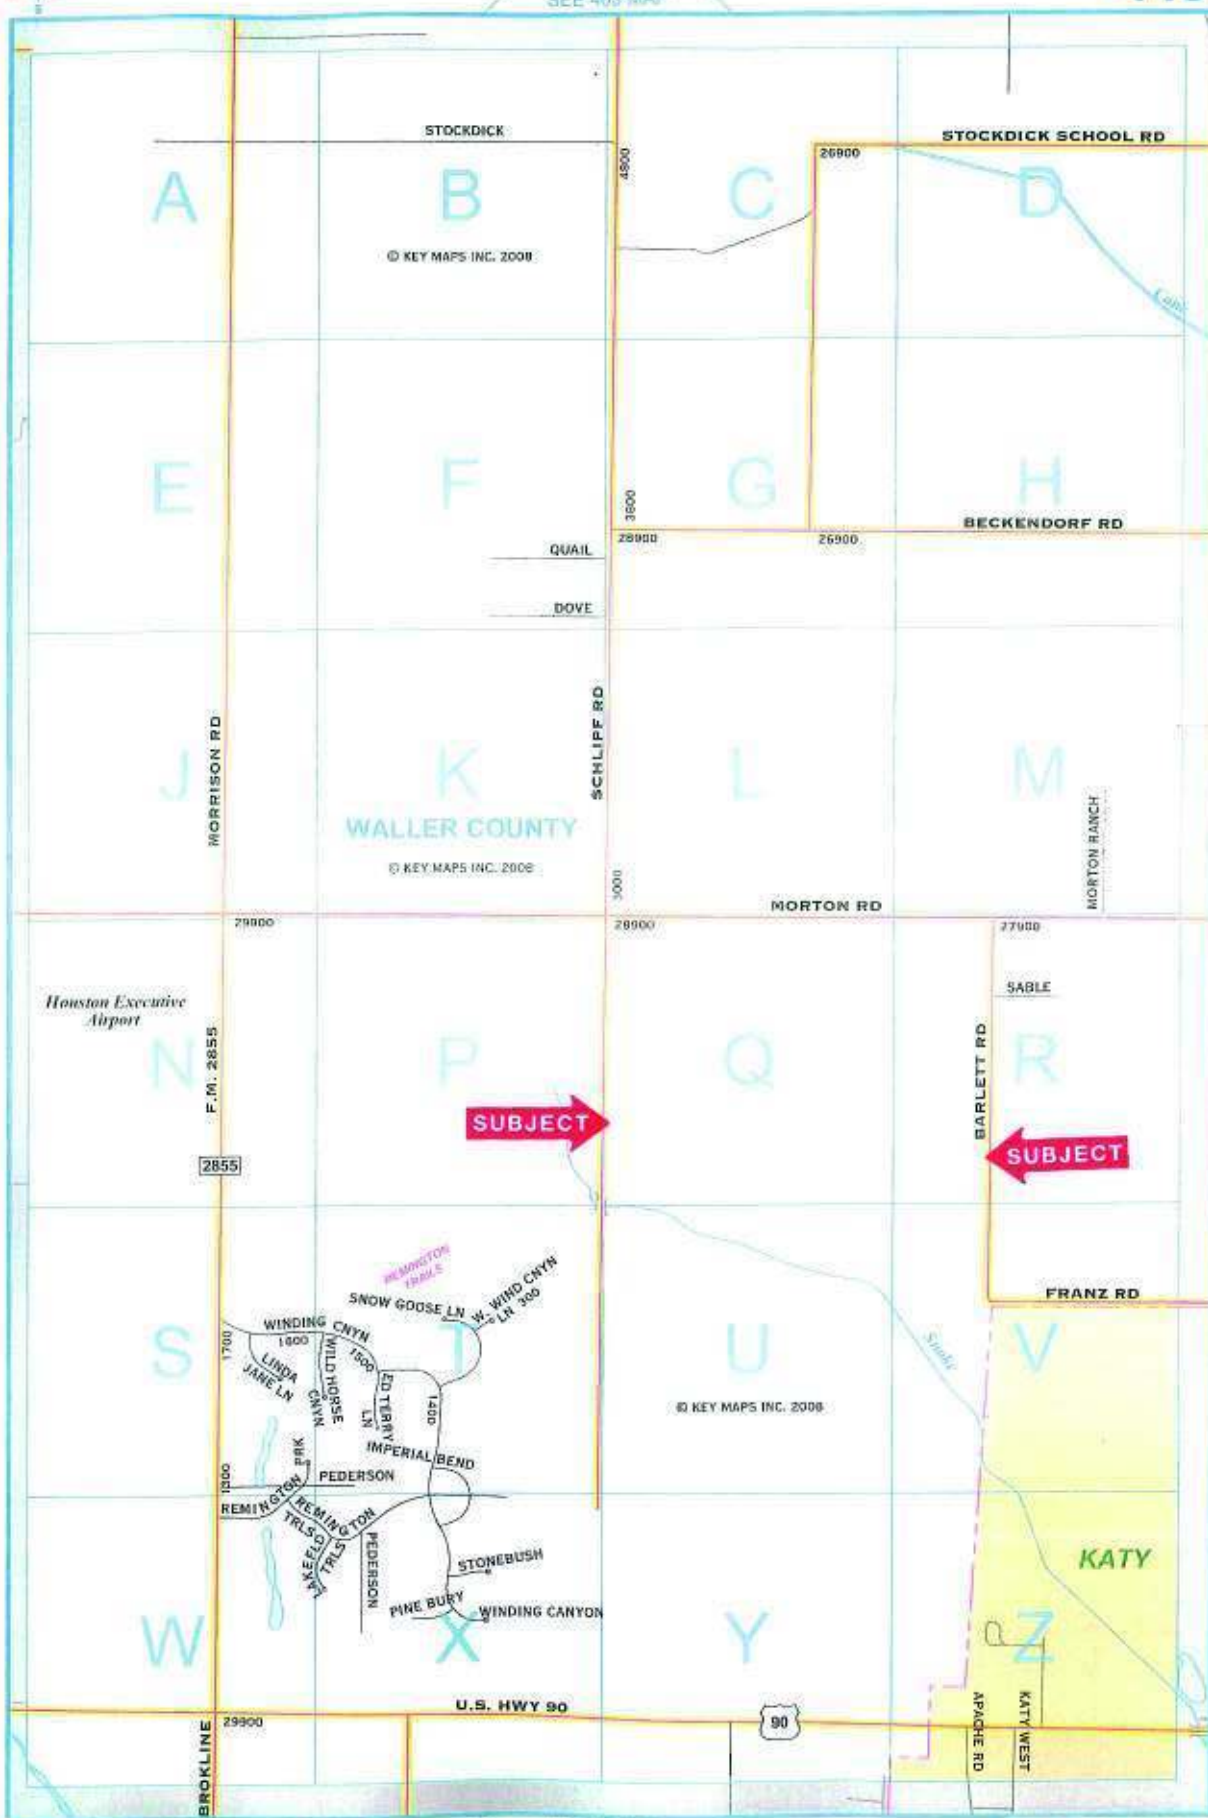 STOCKDICK
STOCKDICK SCHOOL RD
4800
26900
A
B
C
D
© KEY MAPS INC. 2008
E
F
G
H
3800
BECKENDORF RD
28900
26900
QUAIL
DOVE
MORRISON RD
SCHLIPF RD
J
K
L
M
WALLER COUNTY
© KEY MAPS INC. 2008
MORTON RANCH
3000
MORTON RD
29900
28900
27900
Houston Executive
Airport
SABLE
F.M. 2855
BARLETT RD
N
P
Q
R
SUBJECT
SUBJECT
2855
REMINGTON
TRAILS
SNOW GOOSE LN
W. WIND CNYN
LN 300
FRANZ RD
WINDING CNYN
1600
1500
1700
LINDA
JANE LN
WILD HORSE
CNYN
ED TERRY
LN
1400
S
T
U
V
Snake
© KEY MAPS INC. 2008
IMPERIAL BEND
PRK
PEDERSON
1300
REMINGTON
REMINGTON
TRLS
LAKEFLD
TRLS
PEDERSON
STONEBUSH
PINE BURY
WINDING CANYON
KATY
W
X
Y
Z
U.S. HWY 90
90
29900
BROKLINE
APACHE RD
KATY WEST